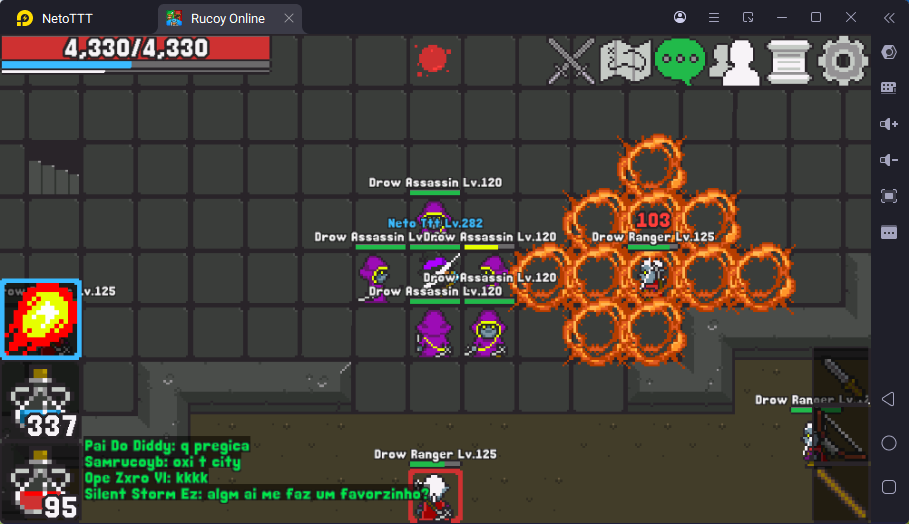 NetoTTT
Rucoy Online
4,330/4,330
Drow Assassin Lv.120
Neto Ttt Lv.282
Drow Assassin Lv
Drow Assassin Lv.120
103
Drow Ranger Lv.125
Drow Assassin Lv.120
Drow Assassin Lv.120
v.125
337
Drow Ranger Lv.12
Pai Do Diddy: q pregica
Samrucoyb: oxi t city
Drow Ranger Lv.125
Ope Zxro Vl: kkkk
Silent Storm Ez: algm ai me faz um favorzinho?
95